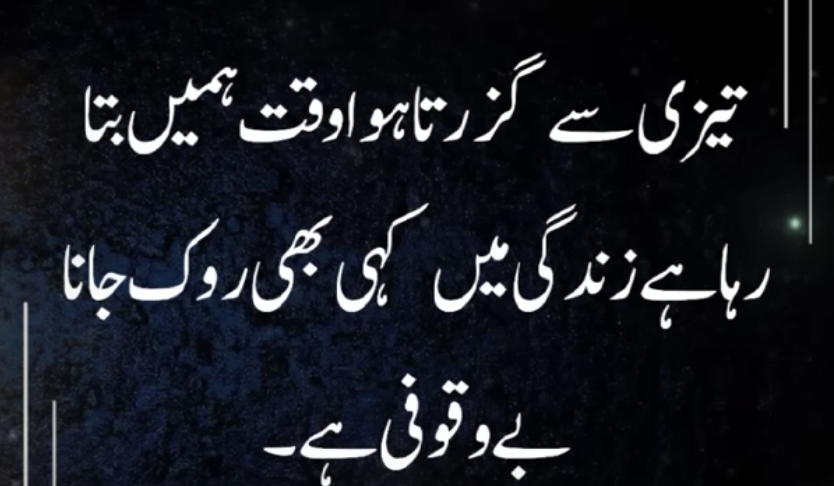 تیزی سے گزرتا ہوا وقت ہمیں بتا
رہا ہے زندگی میں کہی بھی روک جانا
بے وقوفی ہے۔